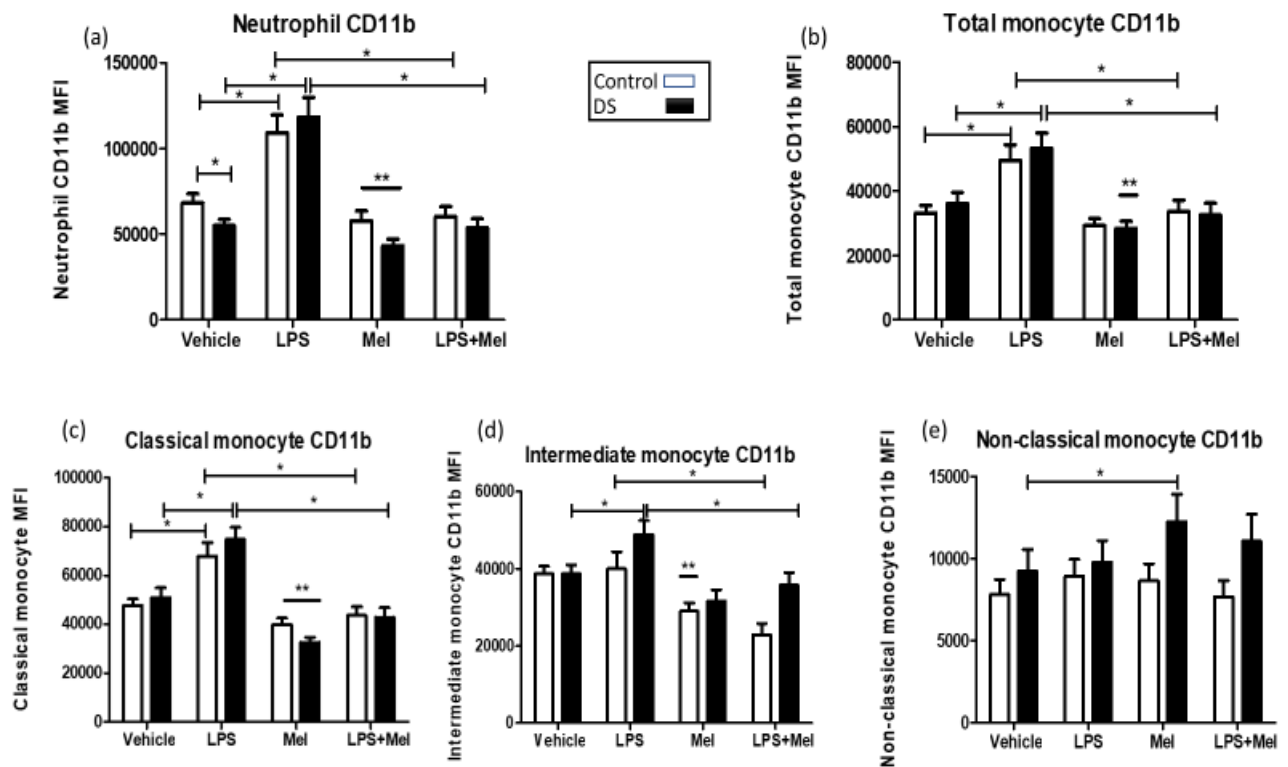 (a)
Neutrophil CD11b
Neutrophil CD11b MFI
150000
100000
50000
0
*
*
*
*
*
**
Vehicle LPS Mel LPS+Mel
Control
DS
(b)
Total monocyte CD11b
Total monocyte CD11b MFI
80000
60000
40000
20000
0
*
*
*
*
**
Vehicle LPS Mel LPS+Mel
(c)
Classical monocyte CD11b
Classical monocyte MFI
100000
80000
60000
40000
20000
0
*
*
*
*
**
Vehicle LPS Mel LPS+Mel
(d)
Intermediate monocyte CD11b
Intermediate monocyte CD11b MFI
60000
40000
20000
0
*
*
*
**
Vehicle LPS Mel LPS+Mel
(e)
Non-classical monocyte CD11b
Non-classical monocyte CD11b MFI
15000
10000
5000
0
*
Vehicle LPS Mel LPS+Mel